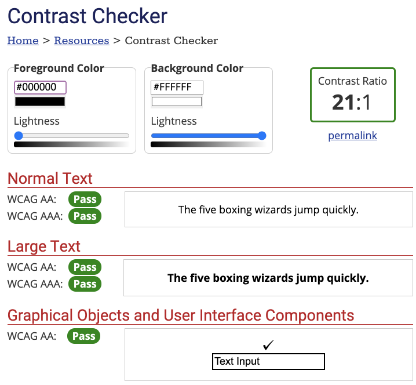 Contrast Checker
Home > Resources > Contrast Checker
Foreground Color
#000000
Lightness
Background Color
#FFFFFF
Lightness
Contrast Ratio
21:1
permalink
Normal Text
WCAG AA: Pass
WCAG AAA: Pass
The five boxing wizards jump quickly.
Large Text
WCAG AA: Pass
WCAG AAA: Pass
The five boxing wizards jump quickly.
Graphical Objects and User Interface Components
WCAG AA: Pass
✓
Text Input